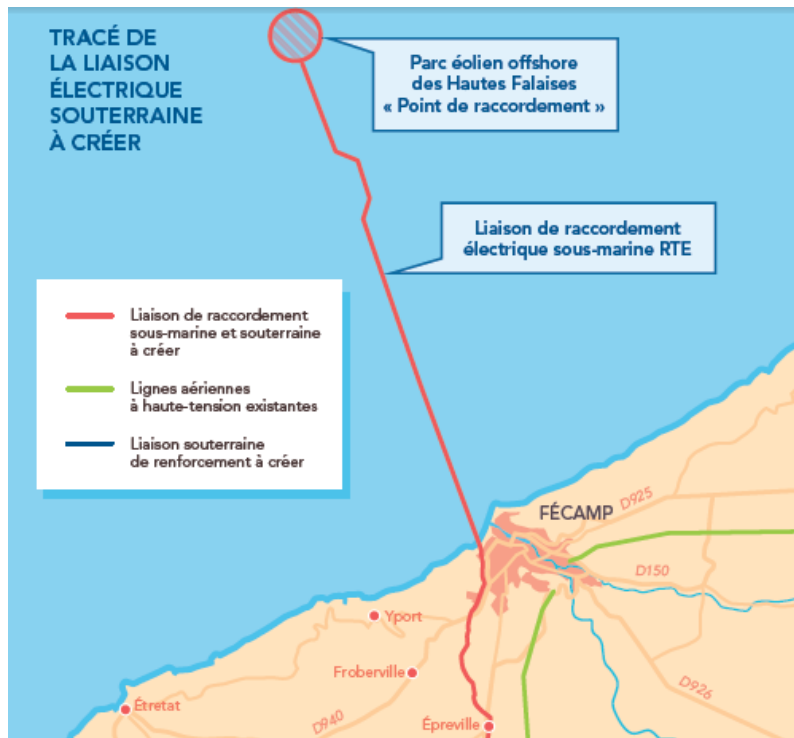 TRACÉ DE
LA LIAISON
ÉLECTRIQUE
SOUTERRAINE
À CRÉER
Parc éolien offshore
des Hautes Falaises
« Point de raccordement »
Liaison de raccordement
électrique sous-marine RTE
Liaison de raccordement
sous-marine et souterraine
à créer
Lignes aériennes
à haute-tension existantes
Liaison souterraine
de renforcement à créer
FÉCAMP
D925
D150
Yport
Froberville
D926
Étretat
D940
Épreville